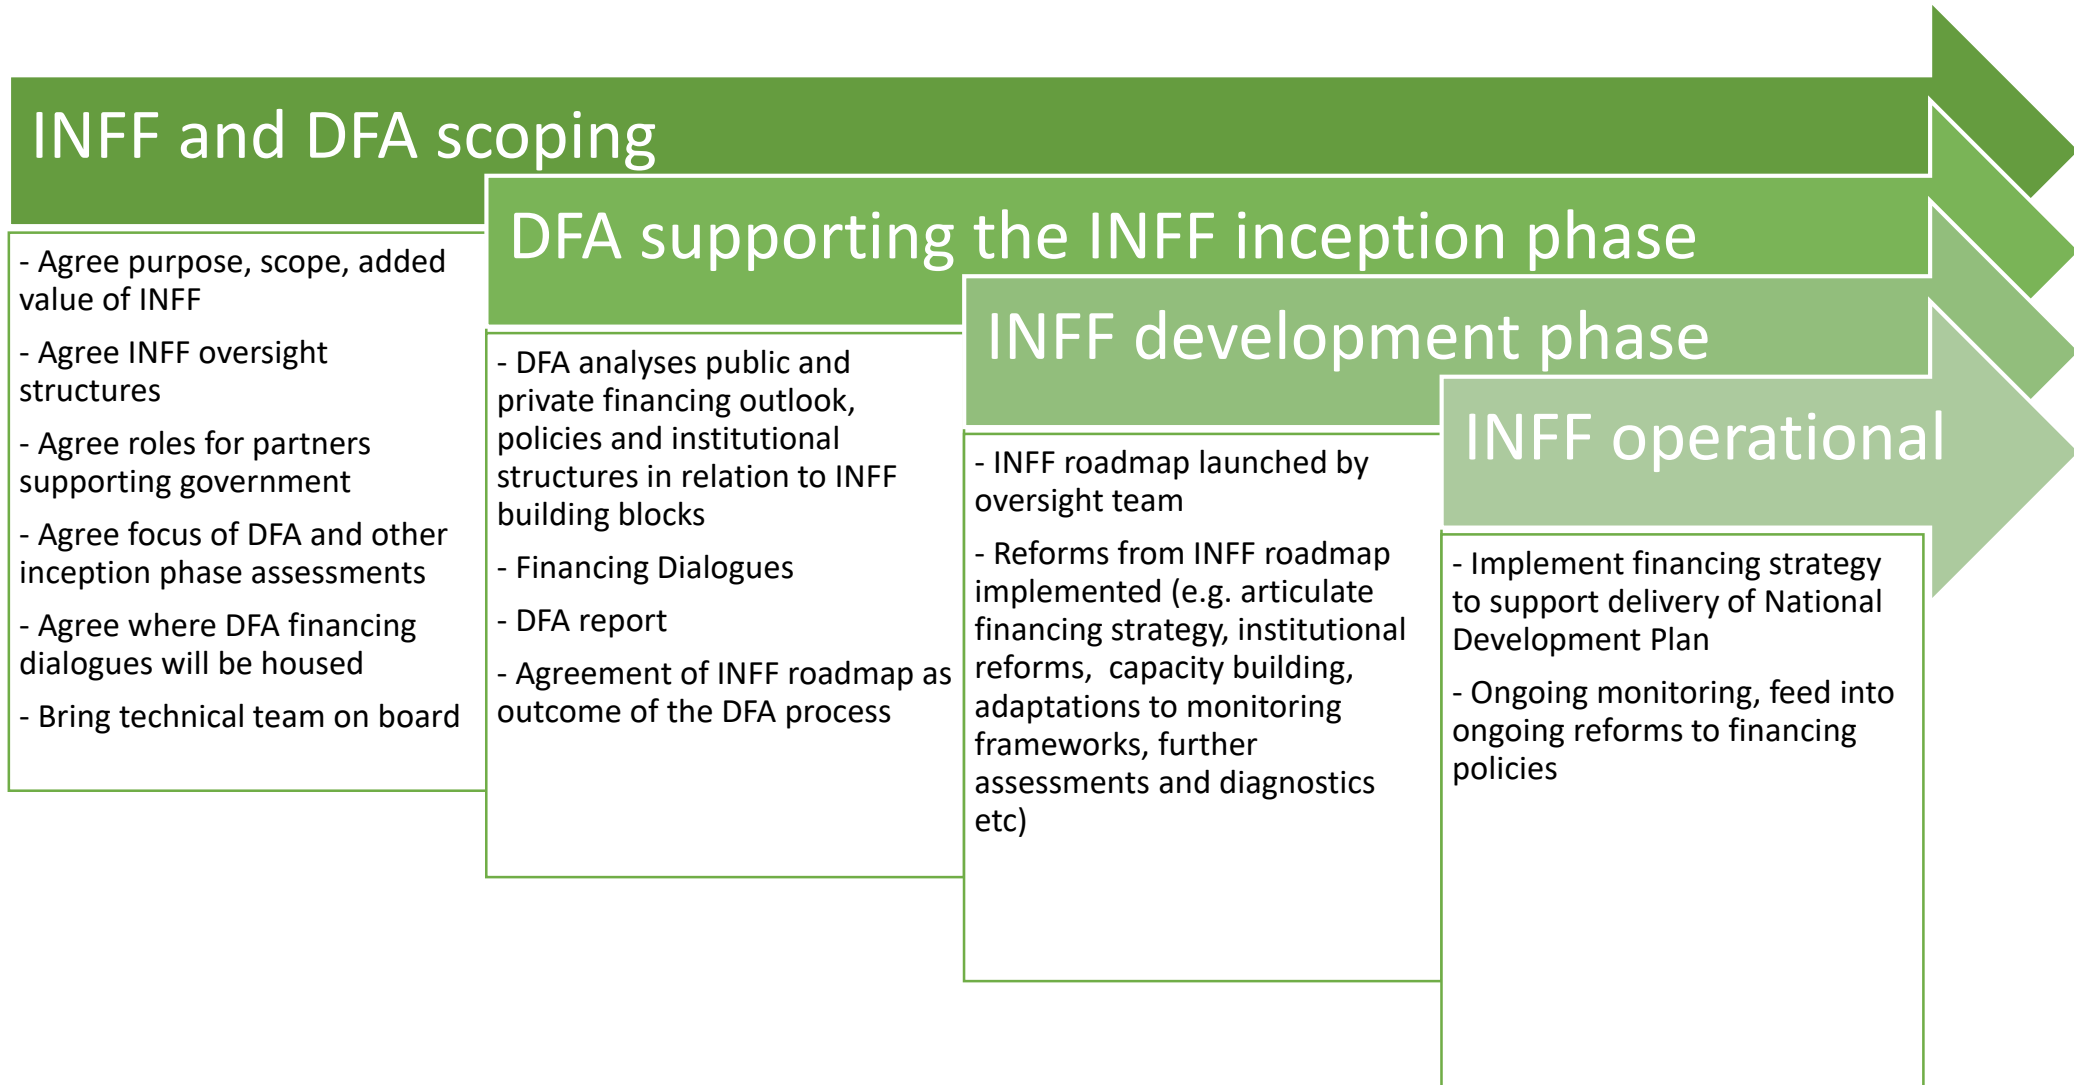 INFF and DFA scoping
- Agree purpose, scope, added
value of INFF
- Agree INFF oversight
structures
- Agree roles for partners
supporting government
- Agree focus of DFA and other
inception phase assessments
- Agree where DFA financing
dialogues will be housed
- Bring technical team on board
DFA supporting the INFF inception phase
- DFA analyses public and
private financing outlook,
policies and institutional
structures in relation to INFF
building blocks
- Financing Dialogues
- DFA report
- Agreement of INFF roadmap as
outcome of the DFA process
INFF development phase
- INFF roadmap launched by
oversight team
- Reforms from INFF roadmap
implemented (e.g. articulate
financing strategy, institutional
reforms,  capacity building,
adaptations to monitoring
frameworks, further
assessments and diagnostics
etc)
INFF operational
- Implement financing strategy
to support delivery of National
Development Plan
- Ongoing monitoring, feed into
ongoing reforms to financing
policies